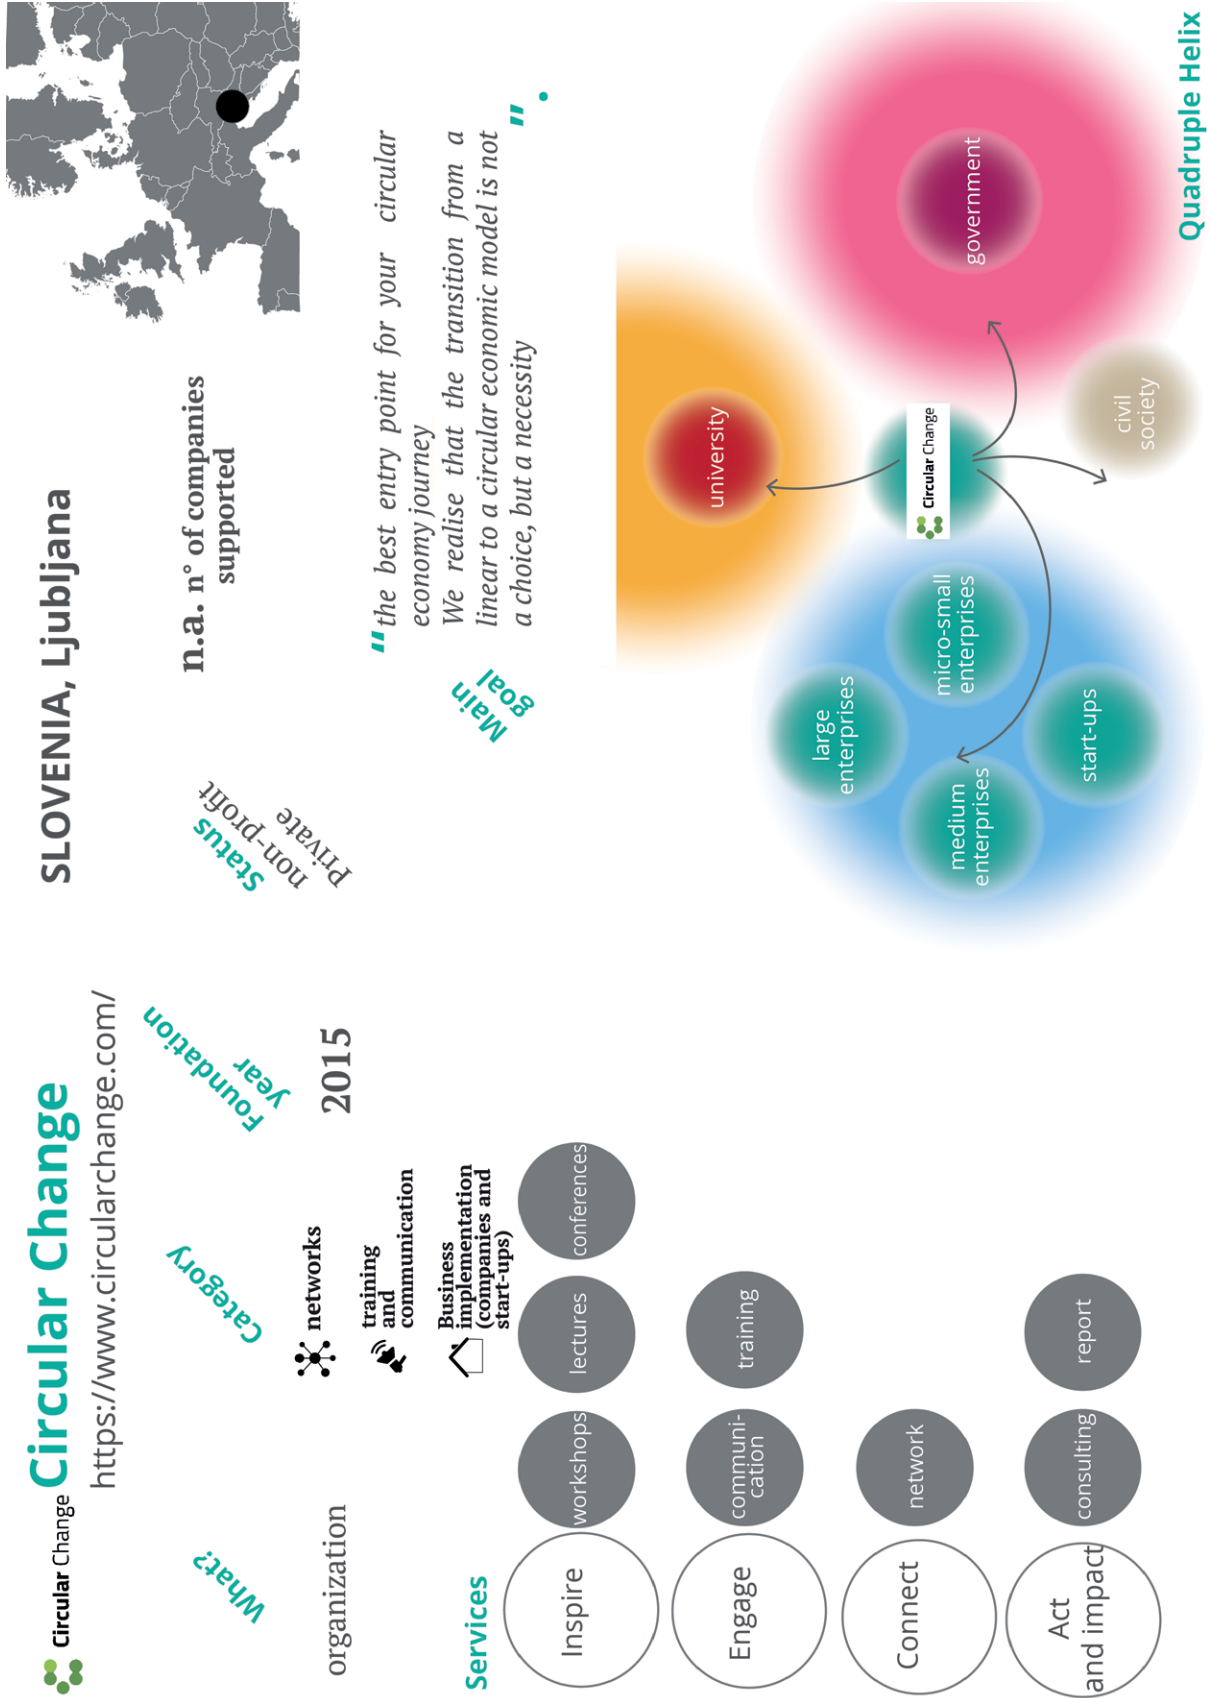 Circular Change
Circular Change
https://www.circularchange.com/
SLOVENIA, Ljubljana
What?
organization
Category
networks
training
and
communication
Business
implementation
(companies and
start-ups)
Foundation
year
2015
Status
non-profit
Private
n.a. n° of companies
supported
Main
goal
"the best entry point for your circular
economy journey
We realise that the transition from a
linear to a circular economic model is not
a choice, but a necessity
".
Services
Inspire
workshops
lectures
conferences
Engage
communi-
cation
training
Connect
network
Act
and impact
consulting
report
university
large
enterprises
micro-small
enterprises
medium
enterprises
start-ups
Circular Change
government
civil
society
Quadruple Helix